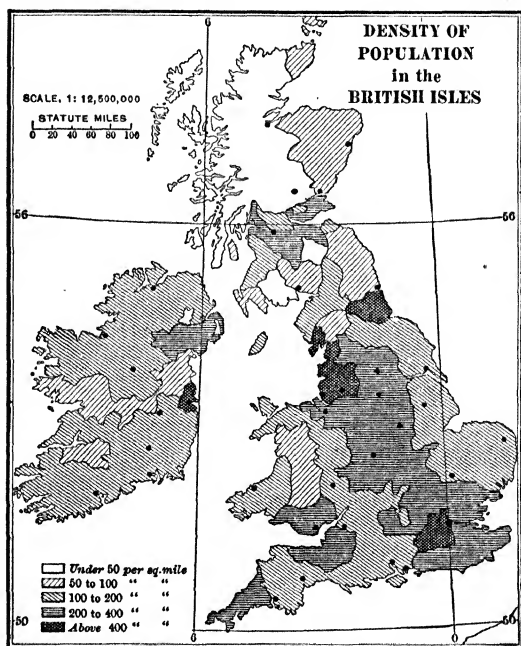 6
DENSITY OF
POPULATION
in the
BRITISH ISLES
SCALE, 1: 12,500,000
STATUTE MILES
0 20 40 60 80 100
56
56
Under 50 per sq. mile
50 to 100 “ “
100 to 200 “ “
200 to 400 “ “
Above 400 “ “
50
50
6
0